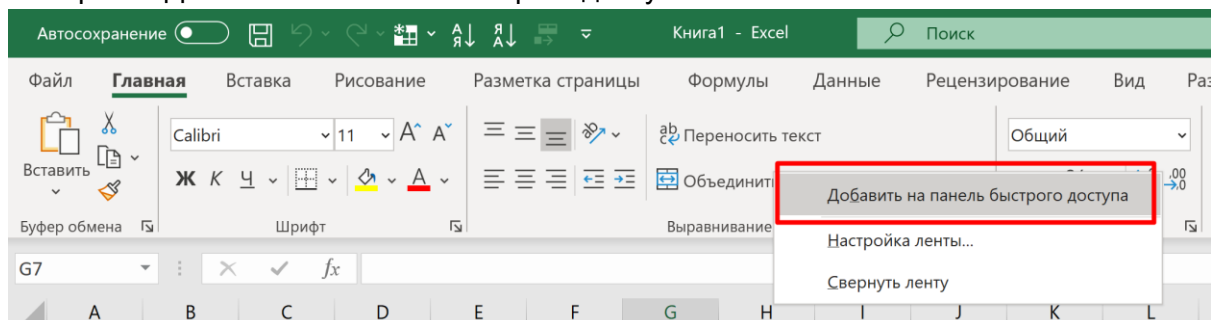 Автосохранение
Книга1 - Excel
Поиск
Файл Главная Вставка Рисование Разметка страницы Формулы Данные Рецензирование Вид
Вставить
Calibri 11
Переносить текст
Общий
Ж К Ч
Добавить на панель быстрого доступа
Настройка ленты...
Свернуть ленту
Буфер обмена Шрифт Выравнивание
G7 fx
A B C D E F G H I J K L